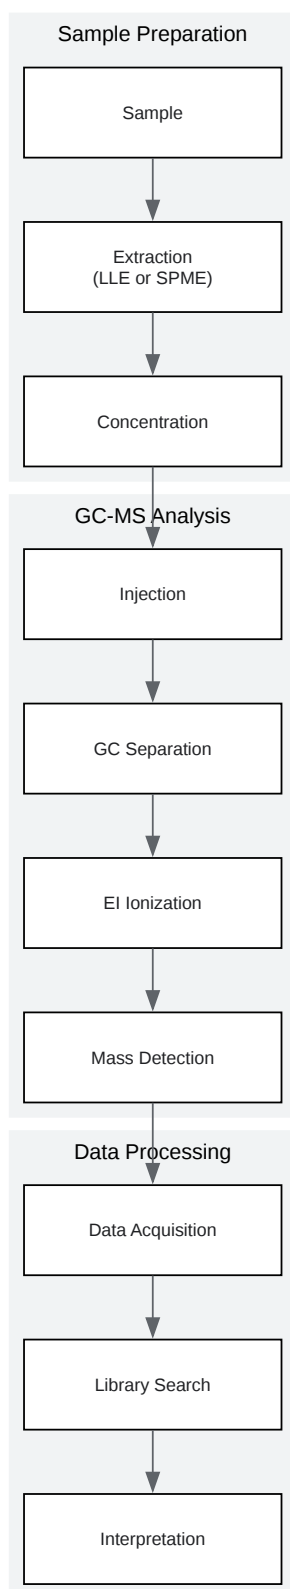 Sample Preparation
Sample
Extraction
(LLE or SPME)
Concentration
GC-MS Analysis
Injection
GC Separation
EI Ionization
Mass Detection
Data Processing
Data Acquisition
Library Search
Interpretation